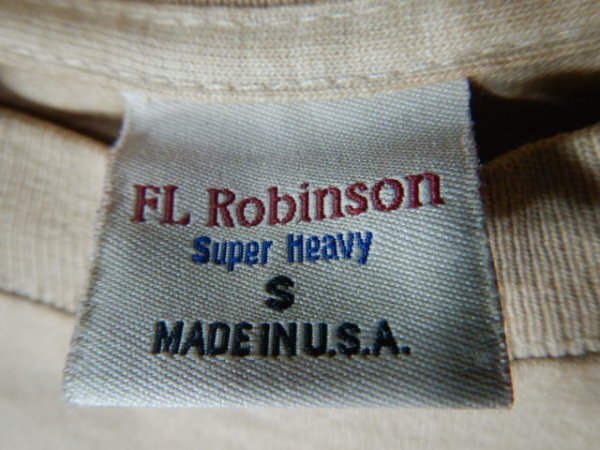 FL Robinson
Super Heavy
S
MADE IN U.S.A.